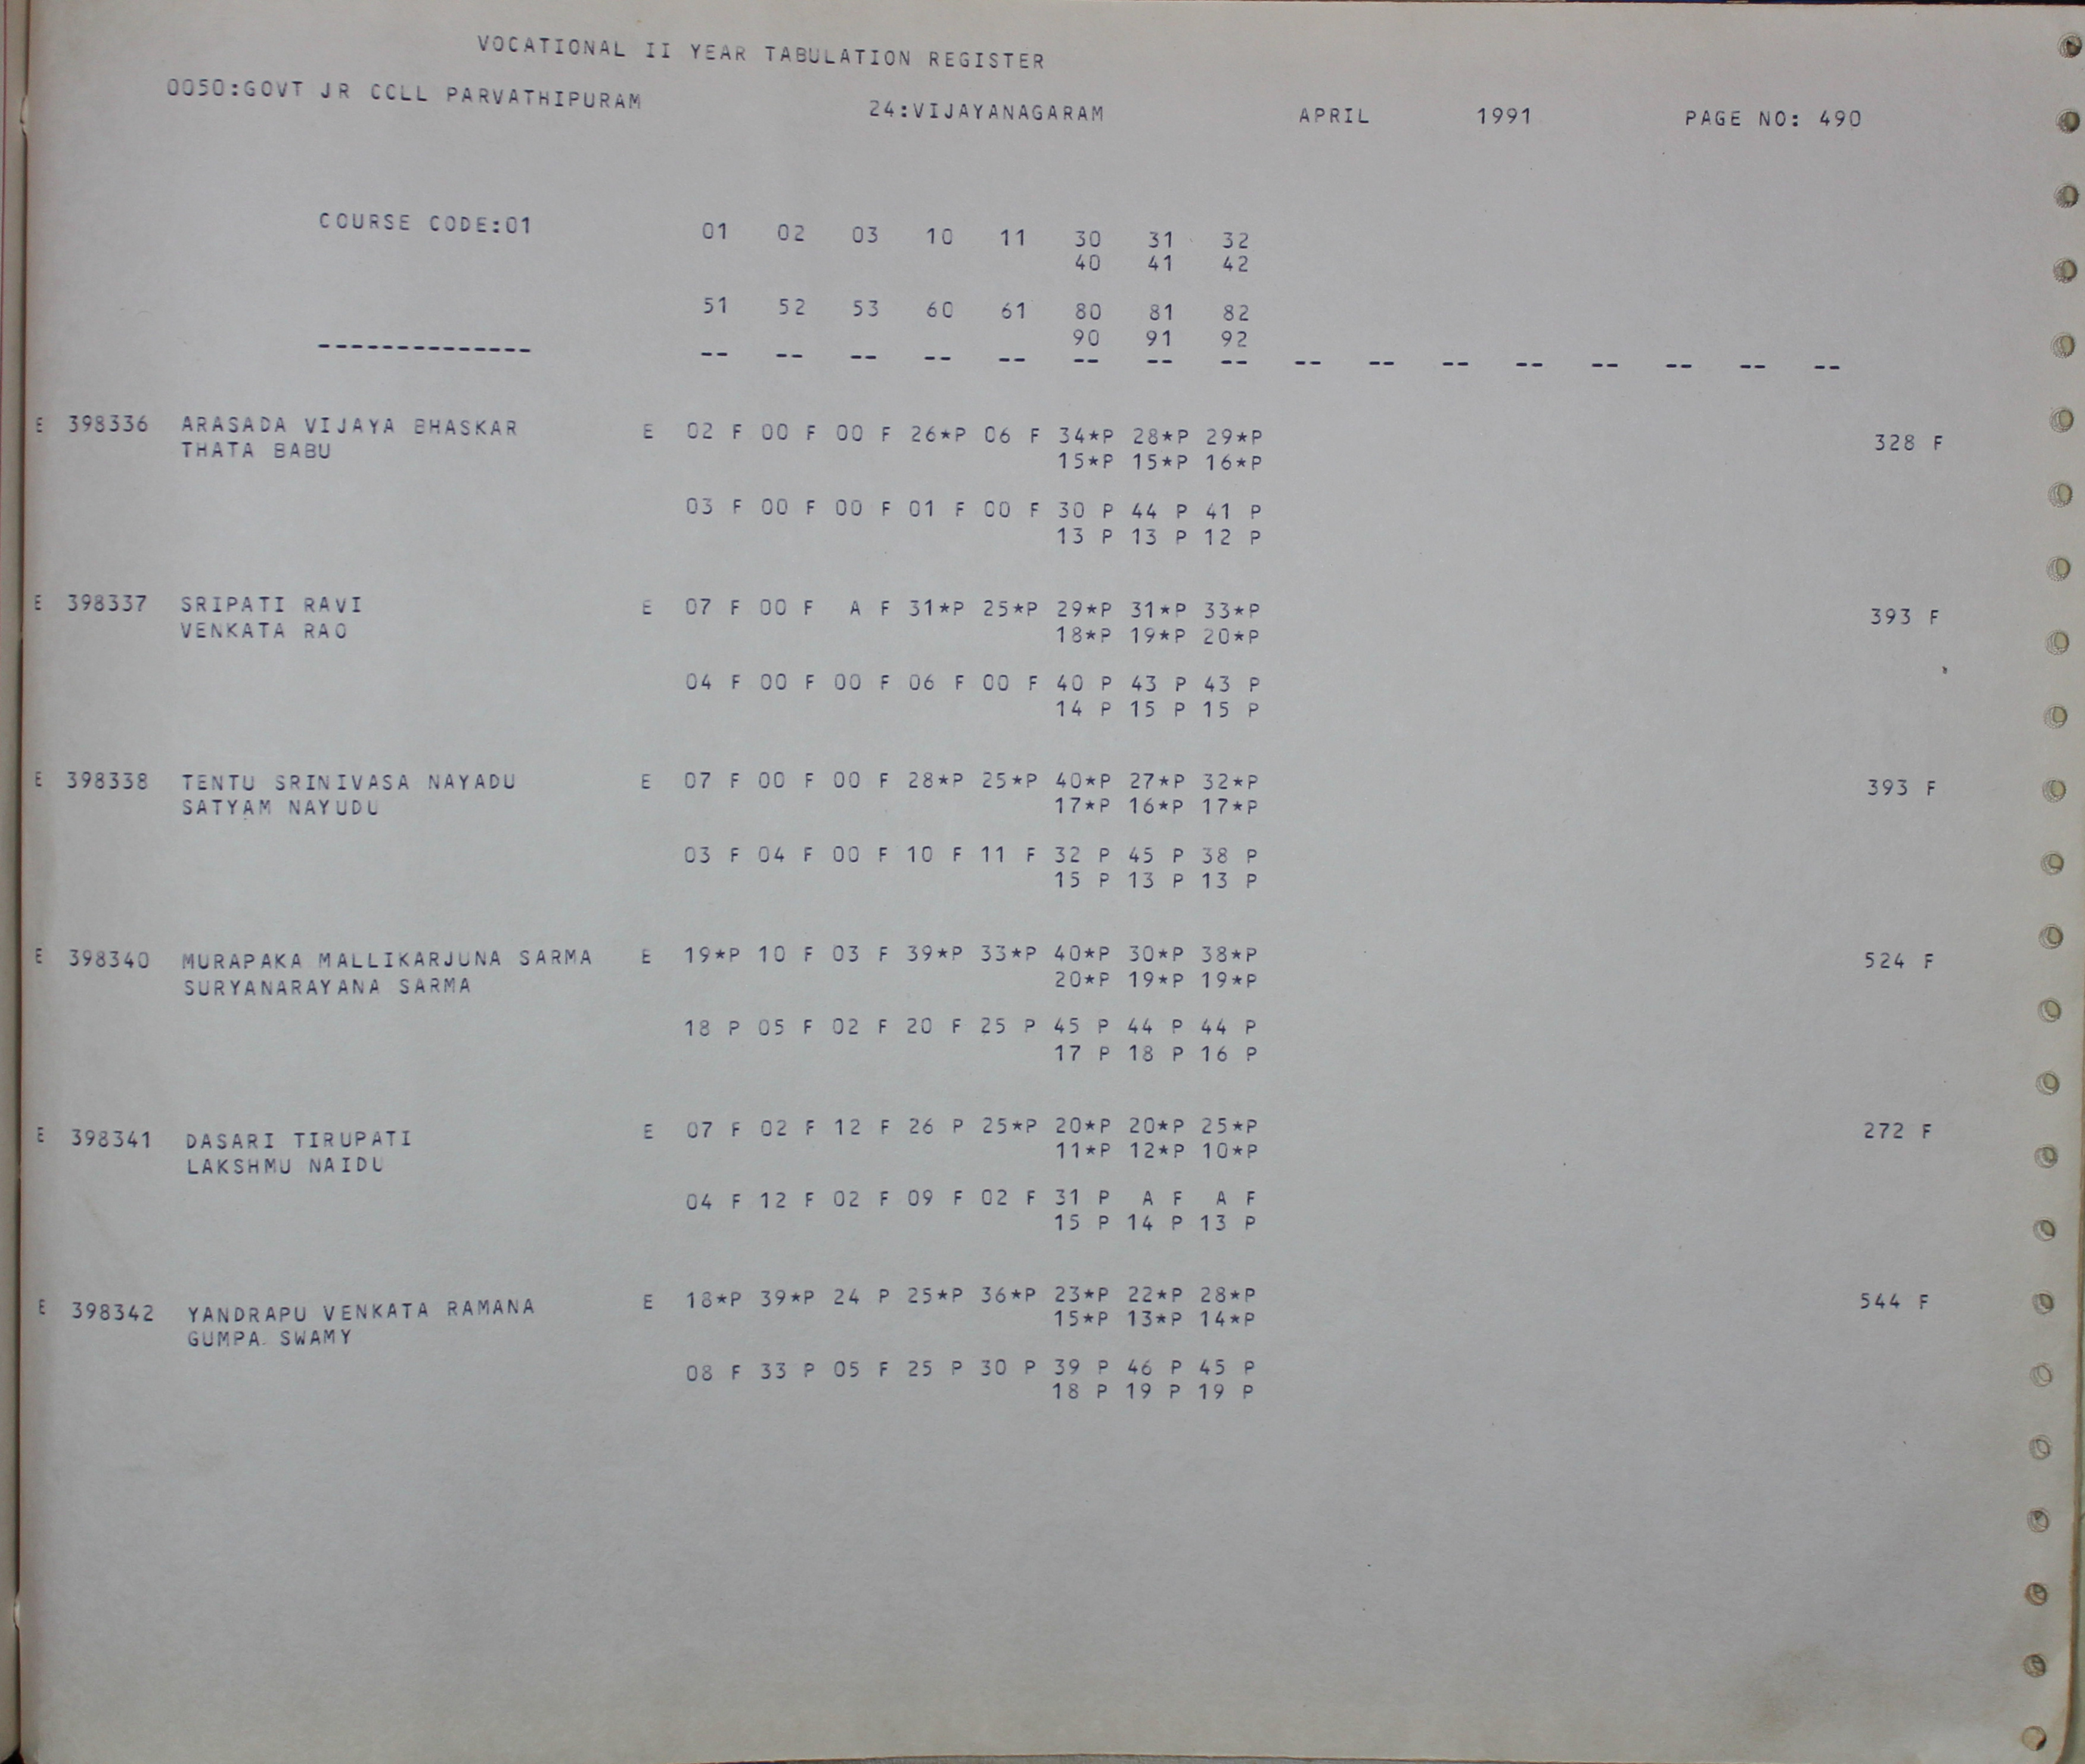 VOCATIONAL II YEAR TABULATION REGISTER
0050:GOVT JR CCLL PARVATHIPURAM 24:VIJAYANAGARAM APRIL 1991 PAGE NO: 490
COURSE CODE:01 01 02 03 10 11 30 31 32
40 41 42
51 52 53 60 61 80 81 82
90 91 92
-------------- -- -- -- -- -- -- -- -- -- -- -- -- -- -- -- --
E 398336 ARASADA VIJAYA BHASKAR E 02 F 00 F 00 F 26*P 06 F 34*P 28*P 29*P 328 F
THATA BABU 15*P 15*P 16*P
03 F 00 F 00 F 01 F 00 F 30 P 44 P 41 P
13 P 13 P 12 P
E 398337 SRIPATI RAVI E 07 F 00 F A F 31*P 25*P 29*P 31*P 33*P 393 F
VENKATA RAO 18*P 19*P 20*P
04 F 00 F 00 F 06 F 00 F 40 P 43 P 43 P
14 P 15 P 15 P
E 398338 TENTU SRINIVASA NAYADU E 07 F 00 F 00 F 28*P 25*P 40*P 27*P 32*P 393 F
SATYAM NAYUDU 17*P 16*P 17*P
03 F 04 F 00 F 10 F 11 F 32 P 45 P 38 P
15 P 13 P 13 P
E 398340 MURAPAKA MALLIKARJUNA SARMA E 19*P 10 F 03 F 39*P 33*P 40*P 30*P 38*P 524 F
SURYANARAYANA SARMA 20*P 19*P 19*P
18 P 05 F 02 F 20 F 25 P 45 P 44 P 44 P
17 P 18 P 16 P
E 398341 DASARI TIRUPATI E 07 F 02 F 12 F 26 P 25*P 20*P 20*P 25*P 272 F
LAKSHMU NAIDU 11*P 12*P 10*P
04 F 12 F 02 F 09 F 02 F 31 P A F A F
15 P 14 P 13 P
E 398342 YANDRAPU VENKATA RAMANA E 18*P 39*P 24 P 25*P 36*P 23*P 22*P 28*P 544 F
GUMPA SWAMY 15*P 13*P 14*P
08 F 33 P 05 F 25 P 30 P 39 P 46 P 45 P
18 P 19 P 19 P